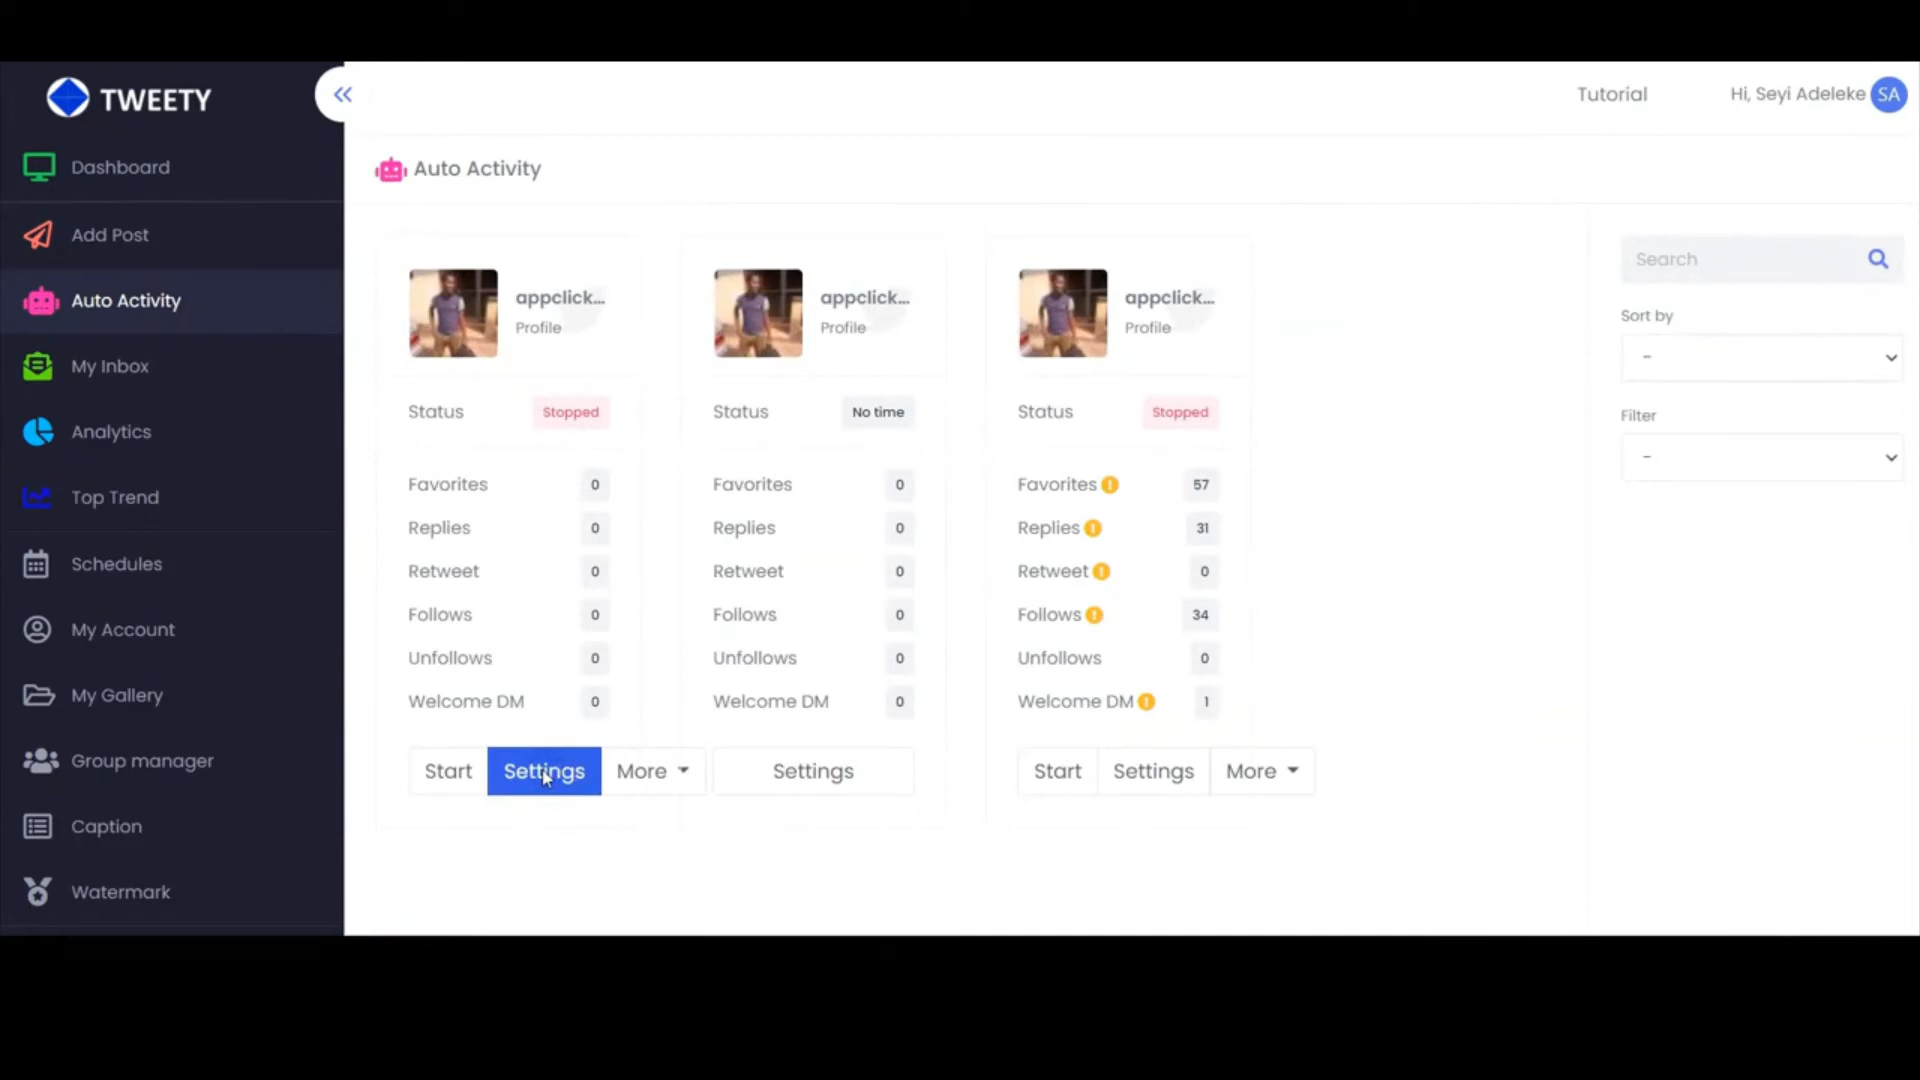 TWEETY
Tutorial
Hi, Seyi Adeleke SA
Dashboard
Add Post
Auto Activity
My Inbox
Analytics
Top Trend
Schedules
My Account
My Gallery
Group manager
Caption
Watermark
Auto Activity
appclick...
Profile
Status Stopped
Favorites 0
Replies 0
Retweet 0
Follows 0
Unfollows 0
Welcome DM 0
Start Settings More
appclick...
Profile
Status No time
Favorites 0
Replies 0
Retweet 0
Follows 0
Unfollows 0
Welcome DM 0
Settings
appclick...
Profile
Status Stopped
Favorites ! 57
Replies ! 31
Retweet ! 0
Follows ! 34
Unfollows 0
Welcome DM ! 1
Start Settings More
Search
Sort by
-
Filter
-